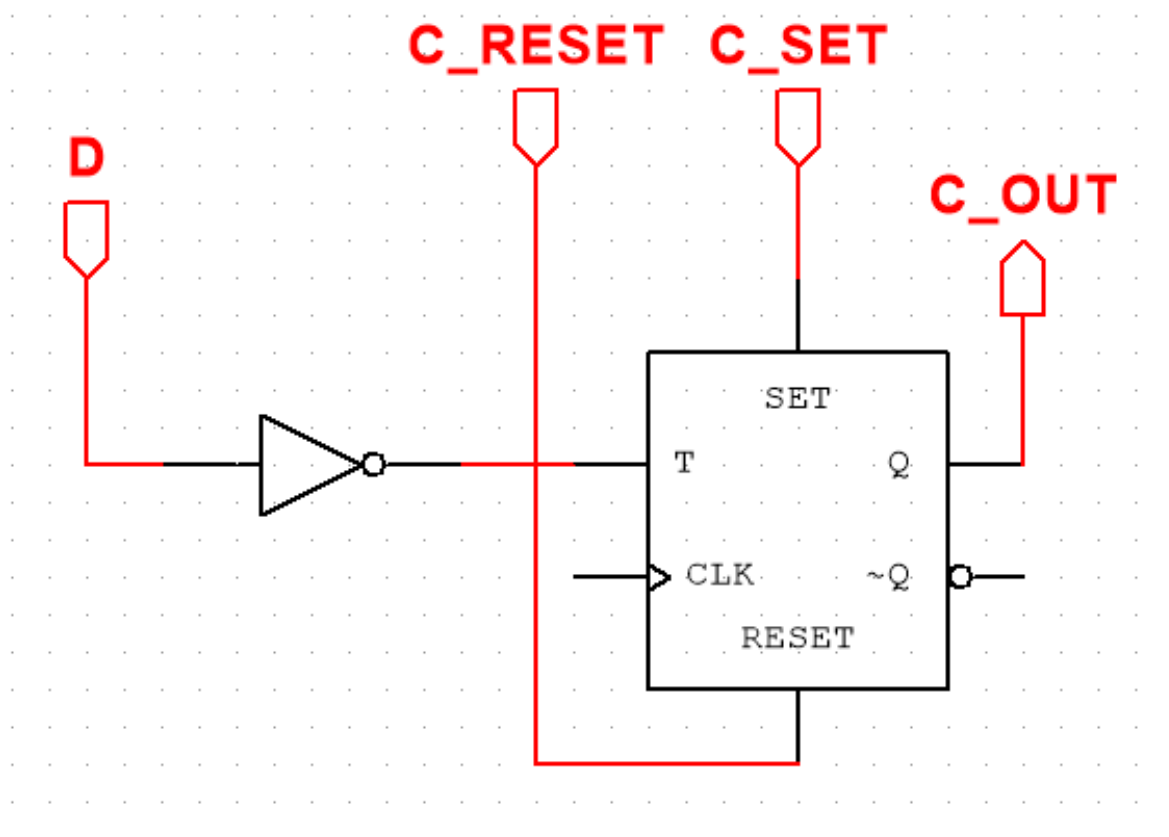 C_RESET C_SET
D
C_OUT
SET
T Q
CLK ~Q
RESET